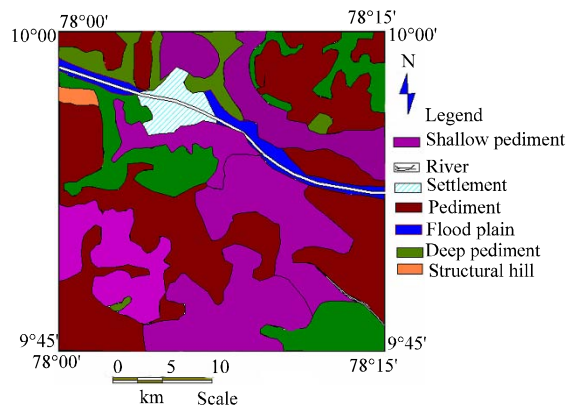 78°00'
78°15'
10°00
10°00'
N
Legend
Shallow pediment
River
Settlement
Pediment
Flood plain
Deep pediment
Structural hill
9°45'
9°45'
78°00'
78°15'
0 5 10
km Scale